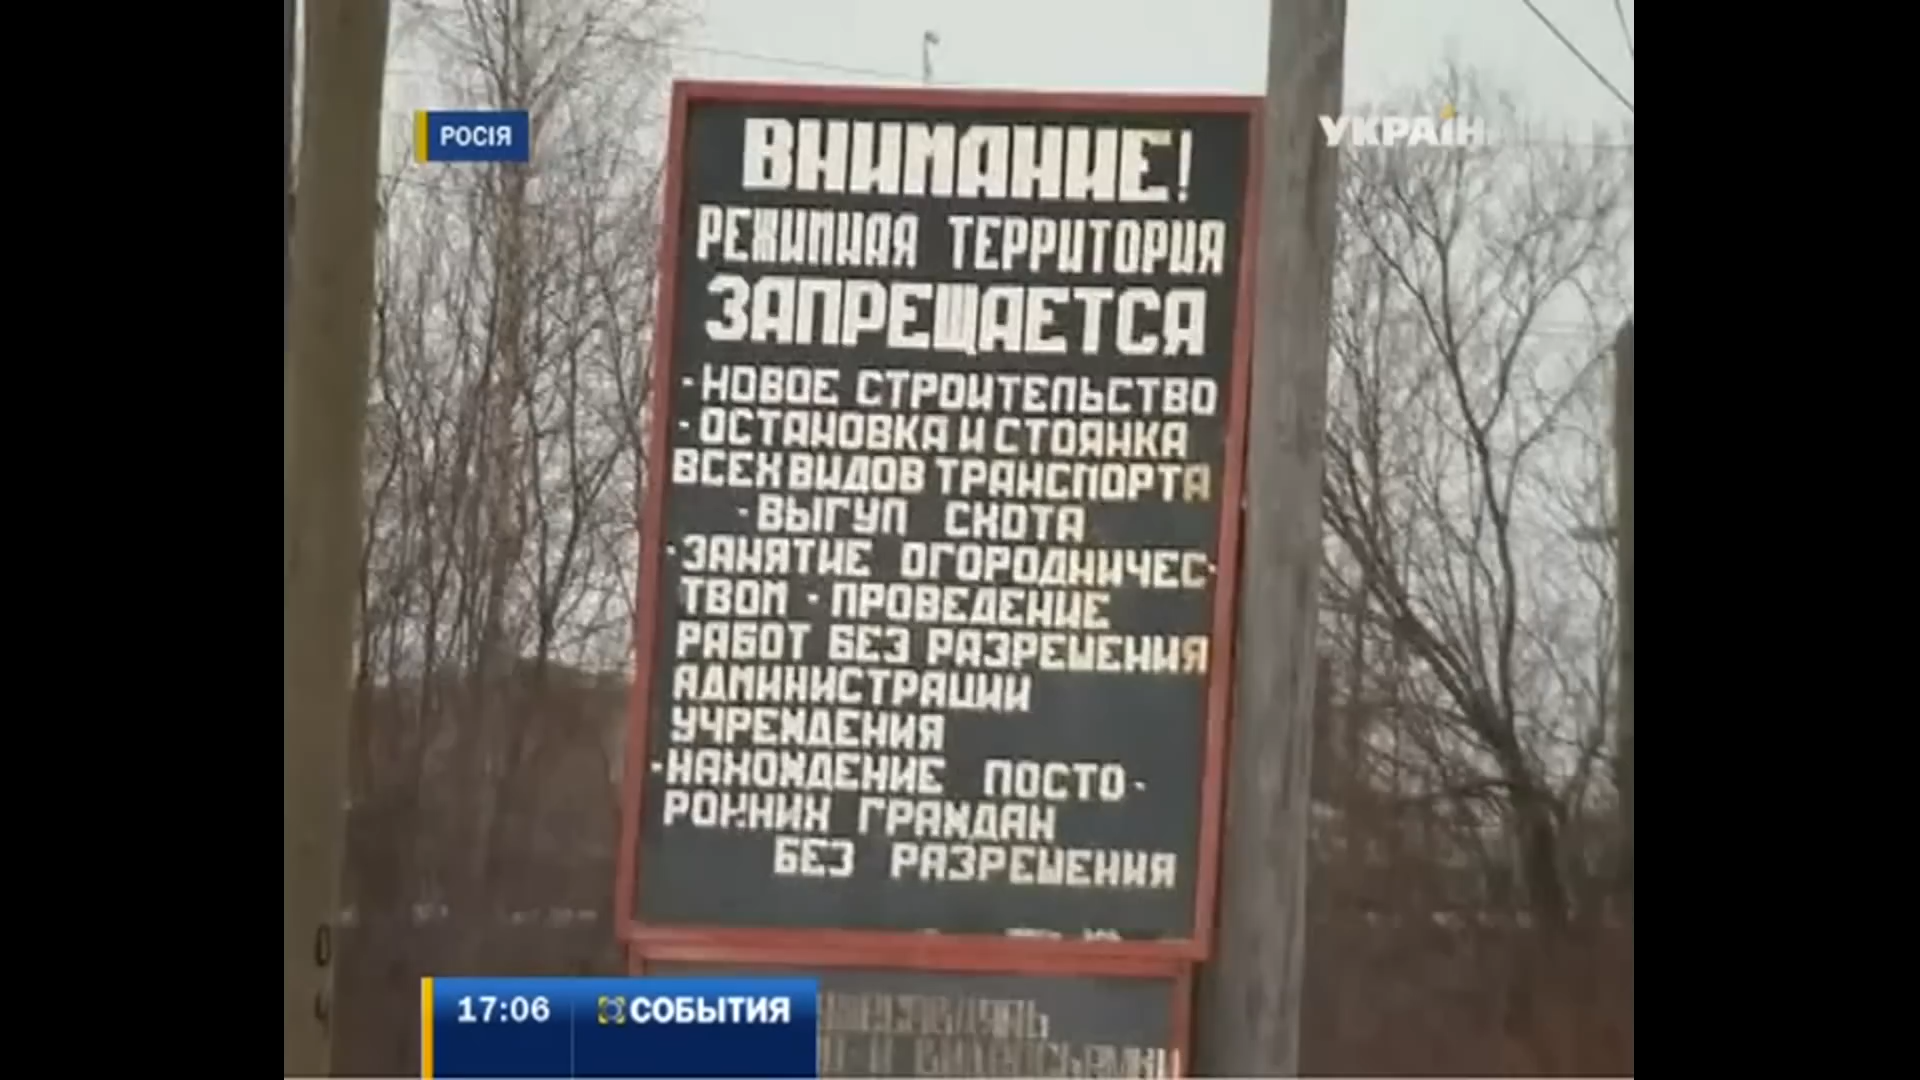 РОСІЯ
УКРАЇН
ВНИМАНИЕ!
РЕЖИМНАЯ ТЕРРИТОРИЯ
ЗАПРЕЩАЕТСЯ
-НОВОЕ СТРОИТЕЛЬСТВО
-ОСТАНОВКА И СТОЯНКА
ВСЕХ ВИДОВ ТРАНСПОРТА
-ВЫГУЛ СКОТА
-ЗАНЯТИЕ ОГОРОДНИЧЕС-
ТВОМ - ПРОВЕДЕНИЕ
РАБОТ БЕЗ РАЗРЕШЕНИЯ
АДМИНИСТРАЦИИ
УЧРЕЖДЕНИЯ
-НАХОЖДЕНИЕ ПОСТО-
РОННИХ ГРАЖДАН
БЕЗ РАЗРЕШЕНИЯ
17:06 СОБЫТИЯ